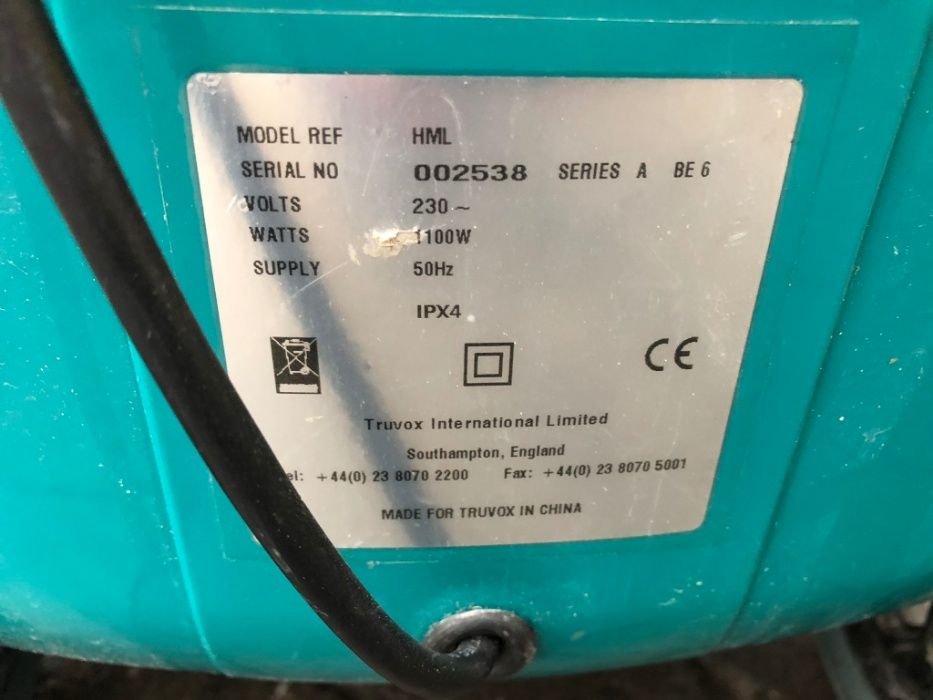 MODEL REF HML
SERIAL NO 002538 SERIES A BE 6
VOLTS 230 ~
WATTS 1100W
SUPPLY 50Hz
IPX4
CE
Truvox International Limited
Southampton, England
el: +44(0) 23 8070 2200 Fax: +44(0) 23 8070 5001
MADE FOR TRUVOX IN CHINA